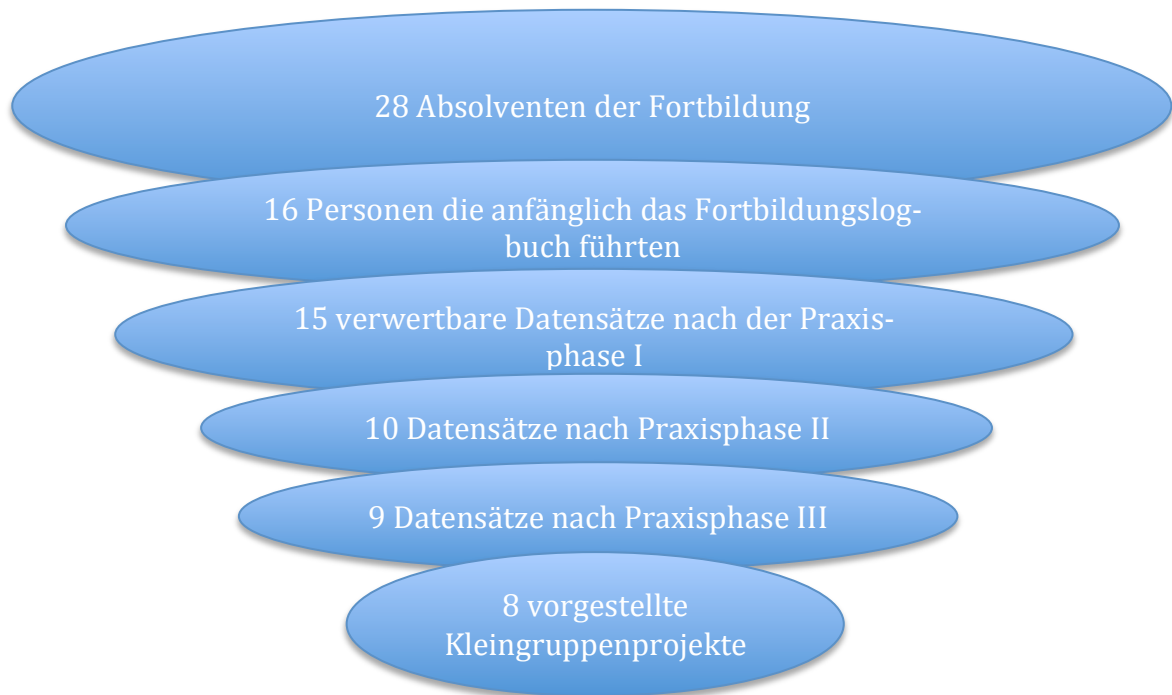 28 Absolventen der Fortbildung
16 Personen die anfänglich das Fortbildungslog-
buch führten
15 verwertbare Datensätze nach der Praxis-
phase I
10 Datensätze nach Praxisphase II
9 Datensätze nach Praxisphase III
8 vorgestellte
Kleingruppenprojekte